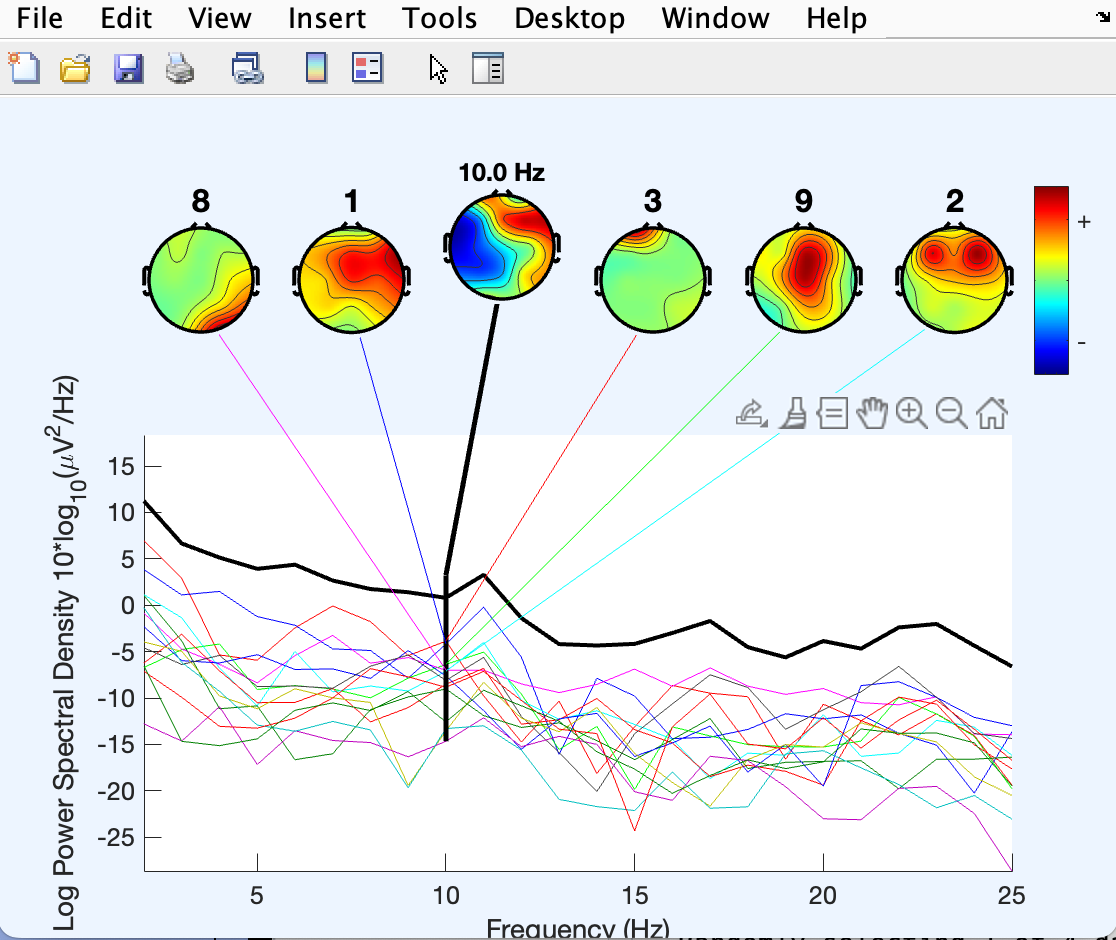 File Edit View Insert Tools Desktop Window Help
10.0 Hz
8 1 3 9 2
+
-
Log Power Spectral Density 10*log10(μV2/Hz)
15
10
5
0
-5
-10
-15
-20
-25
5 10 15 20 25
Frequency (Hz)